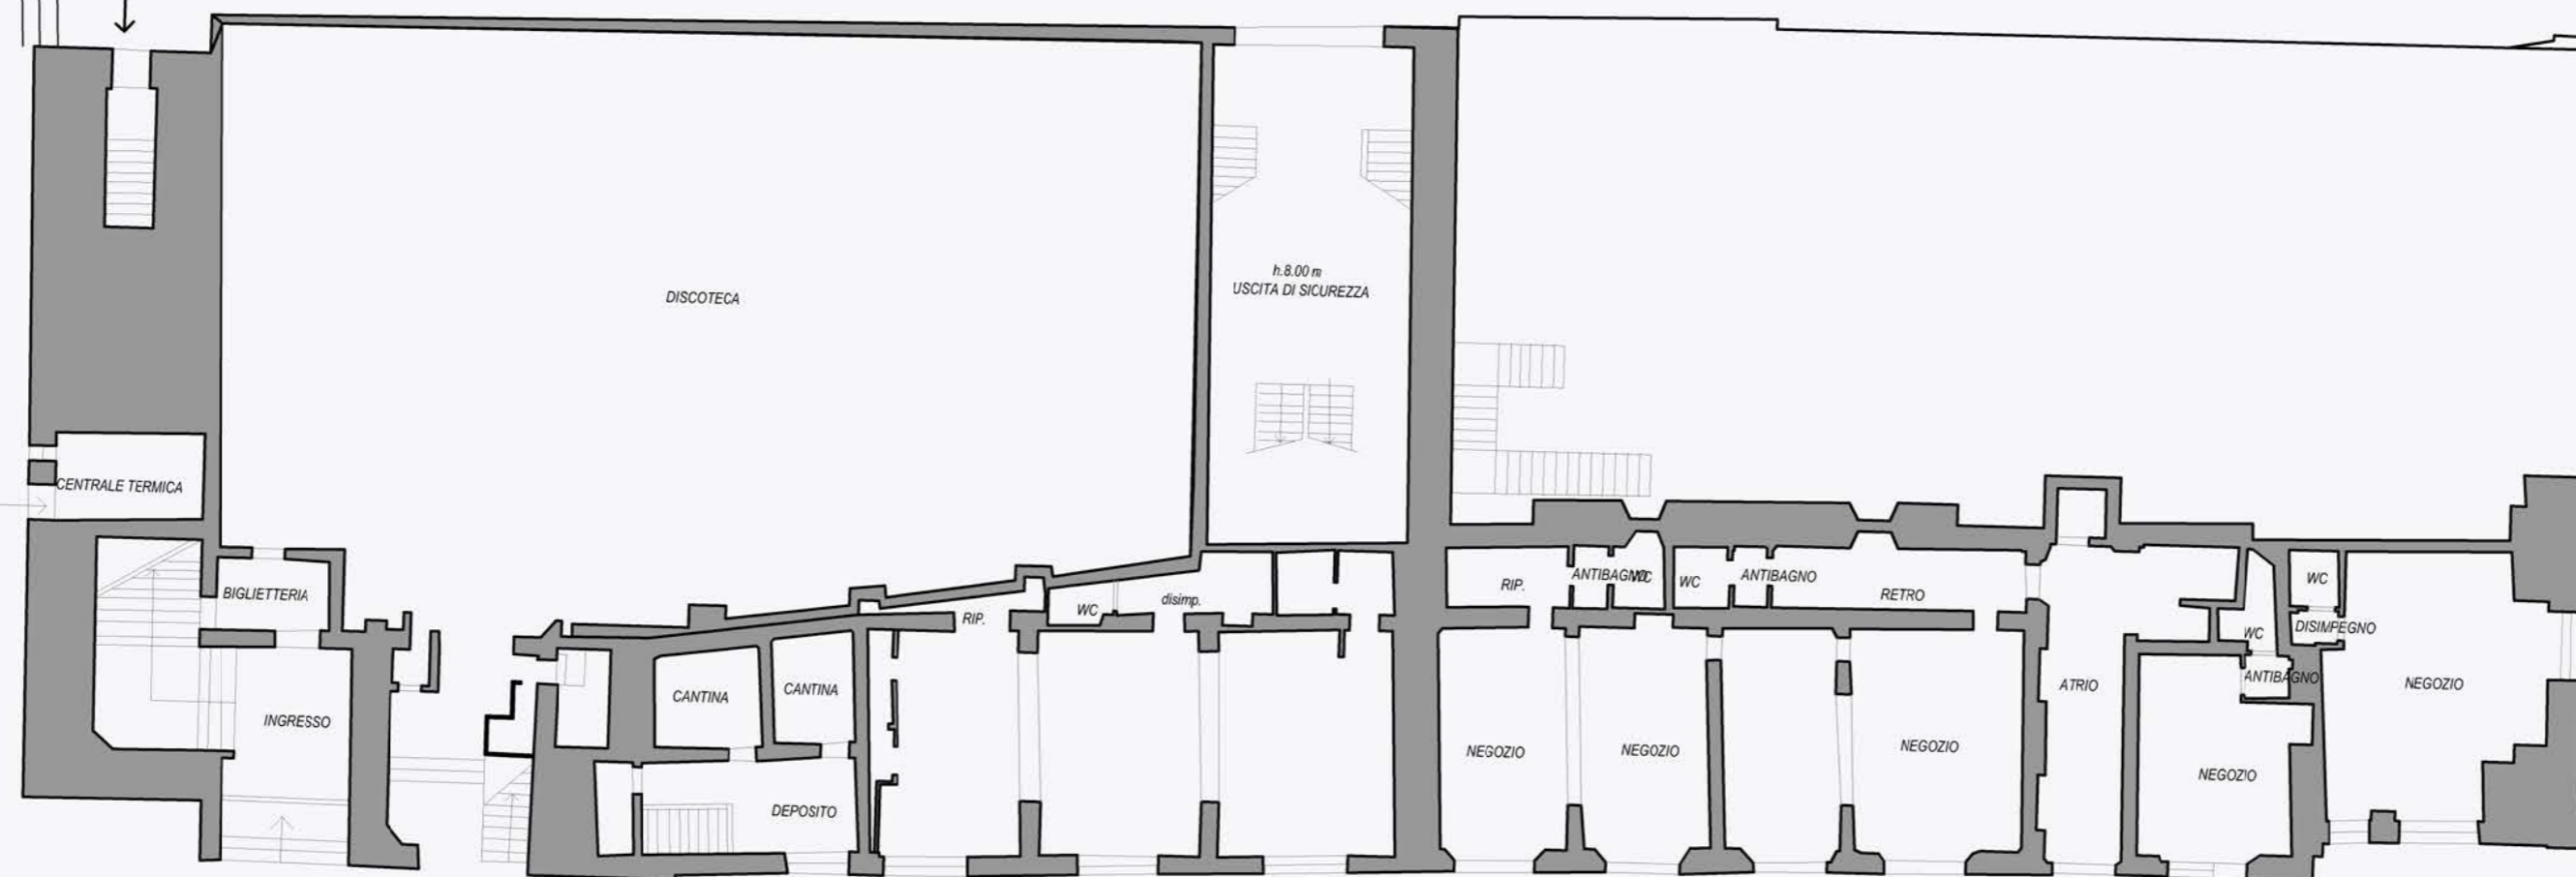 h.8.00 m
USCITA DI SICUREZZA
DISCOTECA
CENTRALE TERMICA
BIGLIETTERIA
INGRESSO
RIP.
WC
disimp.
CANTINA
CANTINA
DEPOSITO
RIP.
ANTIBAGNO
WC
WC
ANTIBAGNO
RETRO
WC
DISIMPEGNO
WC
ANTIBAGNO
ATRIO
NEGOZIO
NEGOZIO
NEGOZIO
NEGOZIO
NEGOZIO